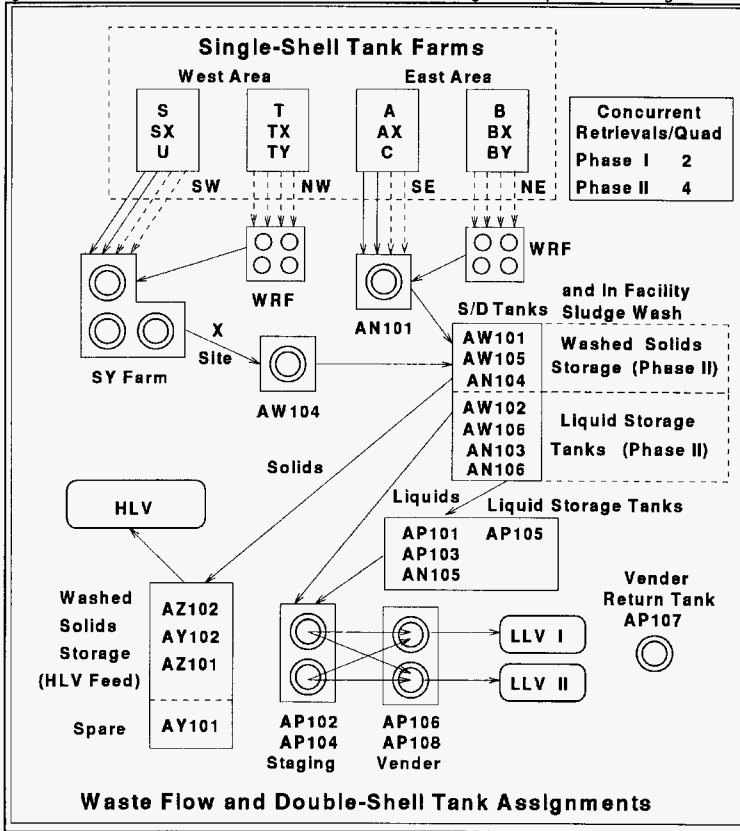 Single-Shell Tank Farms
West Area
East Area
S
SX
U
T
TX
TY
A
AX
C
B
BX
BY
Concurrent
Retrievals/Quad
Phase I 2
Phase II 4
SW
NW
SE
NE
WRF
WRF
AN101
SY Farm
X
Site
AW104
S/D Tanks
and In Facility
Sludge Wash
AW101
AW105
AN104
Washed Solids
Storage (Phase II)
AW102
AW106
AN103
AN106
Liquid Storage
Tanks (Phase II)
Solids
Liquids
Liquid Storage Tanks
AP101 AP105
AP103
AN105
HLV
Washed
Solids
Storage
(HLV Feed)
AZ102
AY102
AZ101
Spare
AY101
AP102
AP104
Staging
AP106
AP108
Vender
LLV I
LLV II
Vender
Return Tank
AP107
Waste Flow and Double-Shell Tank Assignments